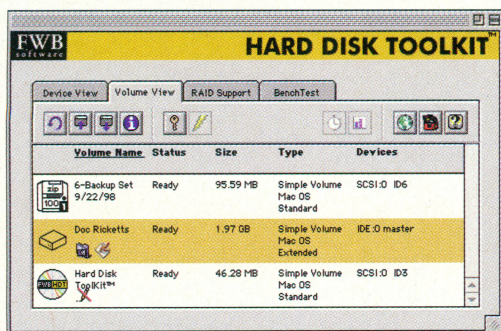 FWB
software
HARD DISK TOOLKIT™
Device View
Volume View
RAID Support
BenchTest
Volume Name Status Size Type Devices
zip
100
6-Backup Set
9/22/98
Ready
95.59 MB
Simple Volume
Mac OS
Standard
SCSI:0 ID6
Doc Ricketts
Ready
1.97 GB
Simple Volume
Mac OS
Extended
IDE:0 master
FWB HDT
Hard Disk
ToolKit™
Ready
46.28 MB
Simple Volume
Mac OS
Standard
SCSI:0 ID3